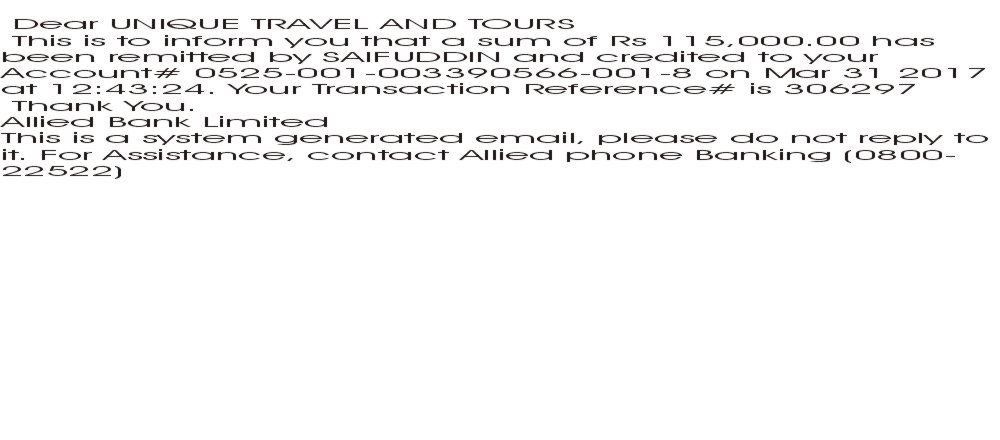 Dear UNIQUE TRAVEL AND TOURS
This is to inform you that a sum of Rs 115,000.00 has
been remitted by SAIFUDDIN and credited to your
Account# 0525-001-003390566-001-8 on Mar 31 2017
at 12:43:24. Your Transaction Reference# is 306297
Thank You.
Allied Bank Limited
This is a system generated email, please do not reply to
it. For Assistance, contact Allied phone Banking (0800-
22522)